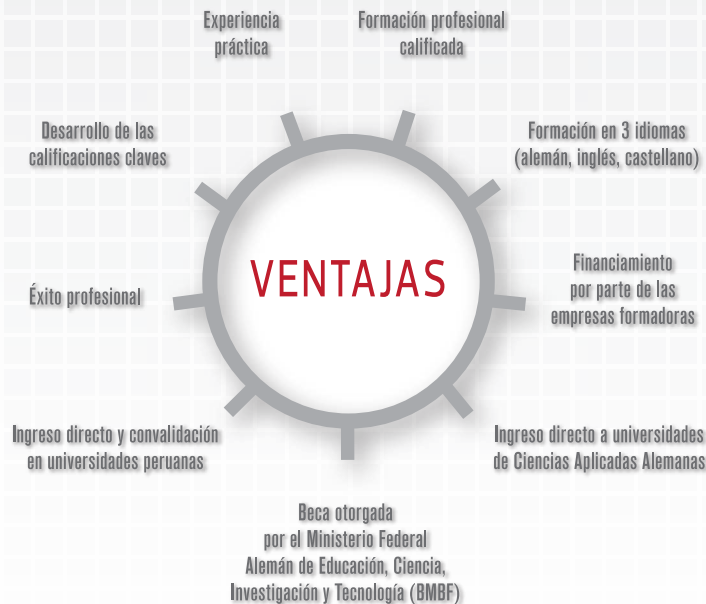 Experiencia
práctica
Formación profesional
calificada
Desarrollo de las
calificaciones claves
Formación en 3 idiomas
(alemán, inglés, castellano)
VENTAJAS
Éxito profesional
Financiamiento
por parte de las
empresas formadoras
Ingreso directo y convalidación
en universidades peruanas
Ingreso directo a universidades
de Ciencias Aplicadas Alemanas
Beca otorgada
por el Ministerio Federal
Alemán de Educación, Ciencia,
Investigación y Tecnología (BMBF)